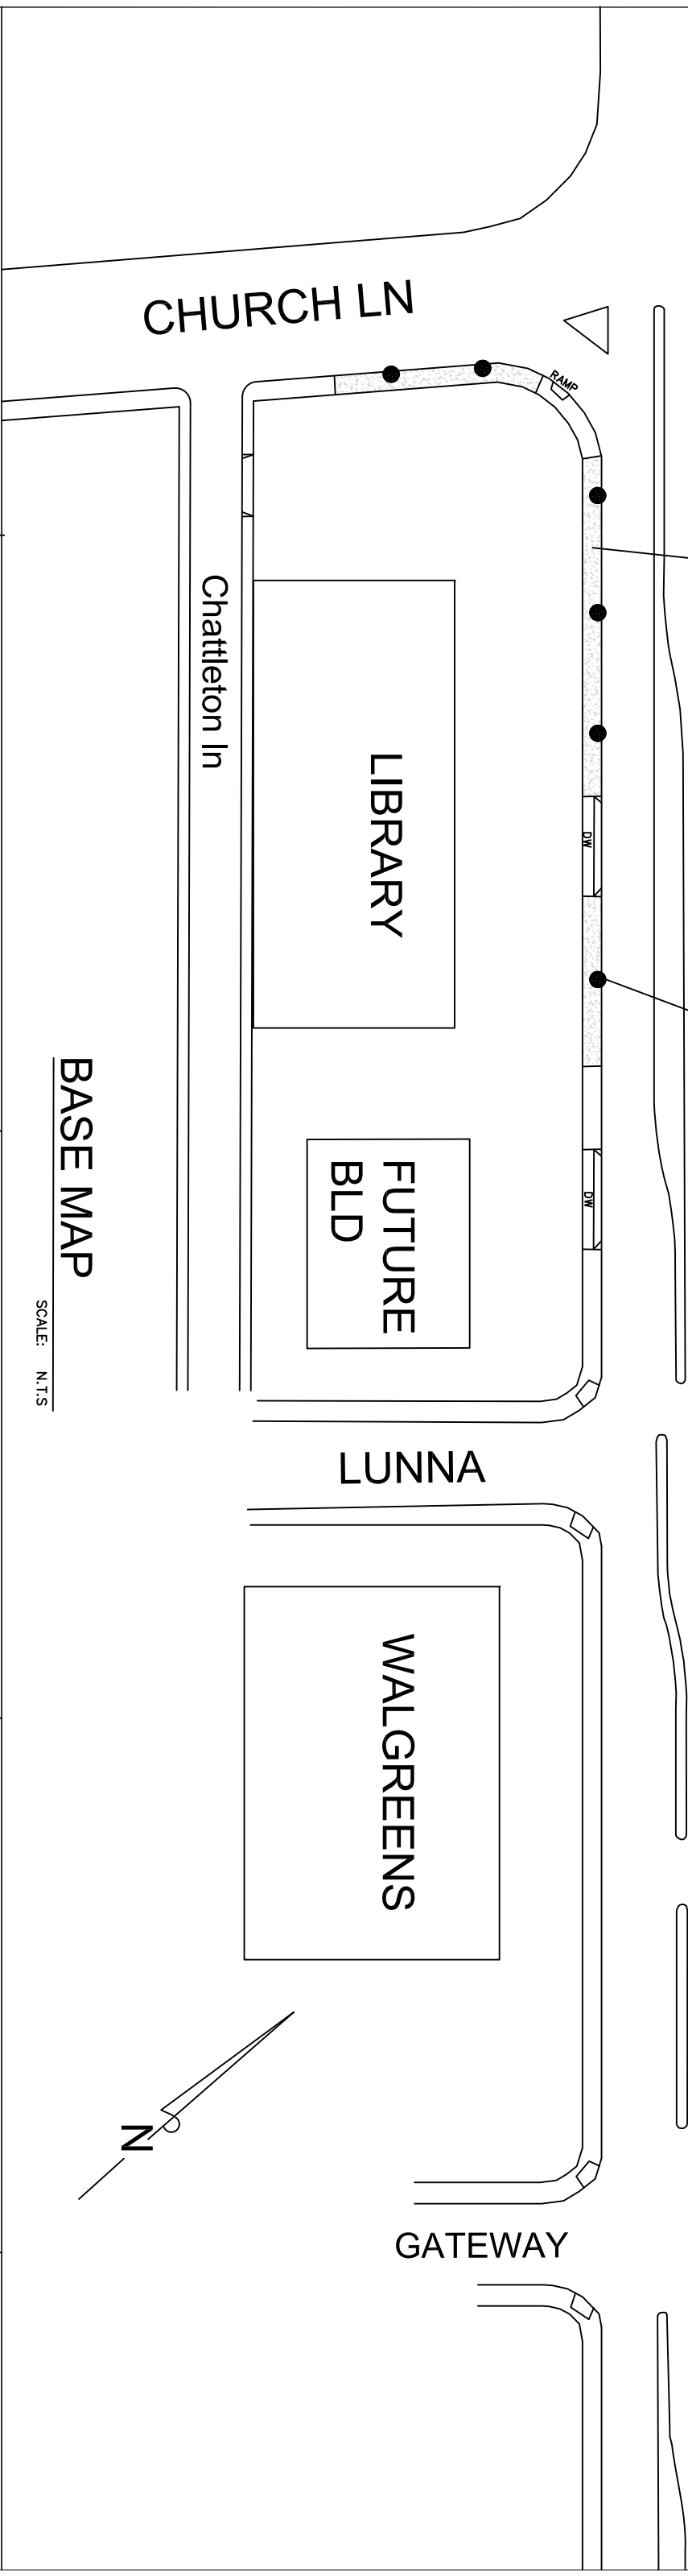 CHURCH LN
RAMP
Chattleton ln
LIBRARY
DW
BASE MAP
SCALE: N.T.S
FUTURE
BLD
DW
LUNNA
WALGREENS
N
GATEWAY